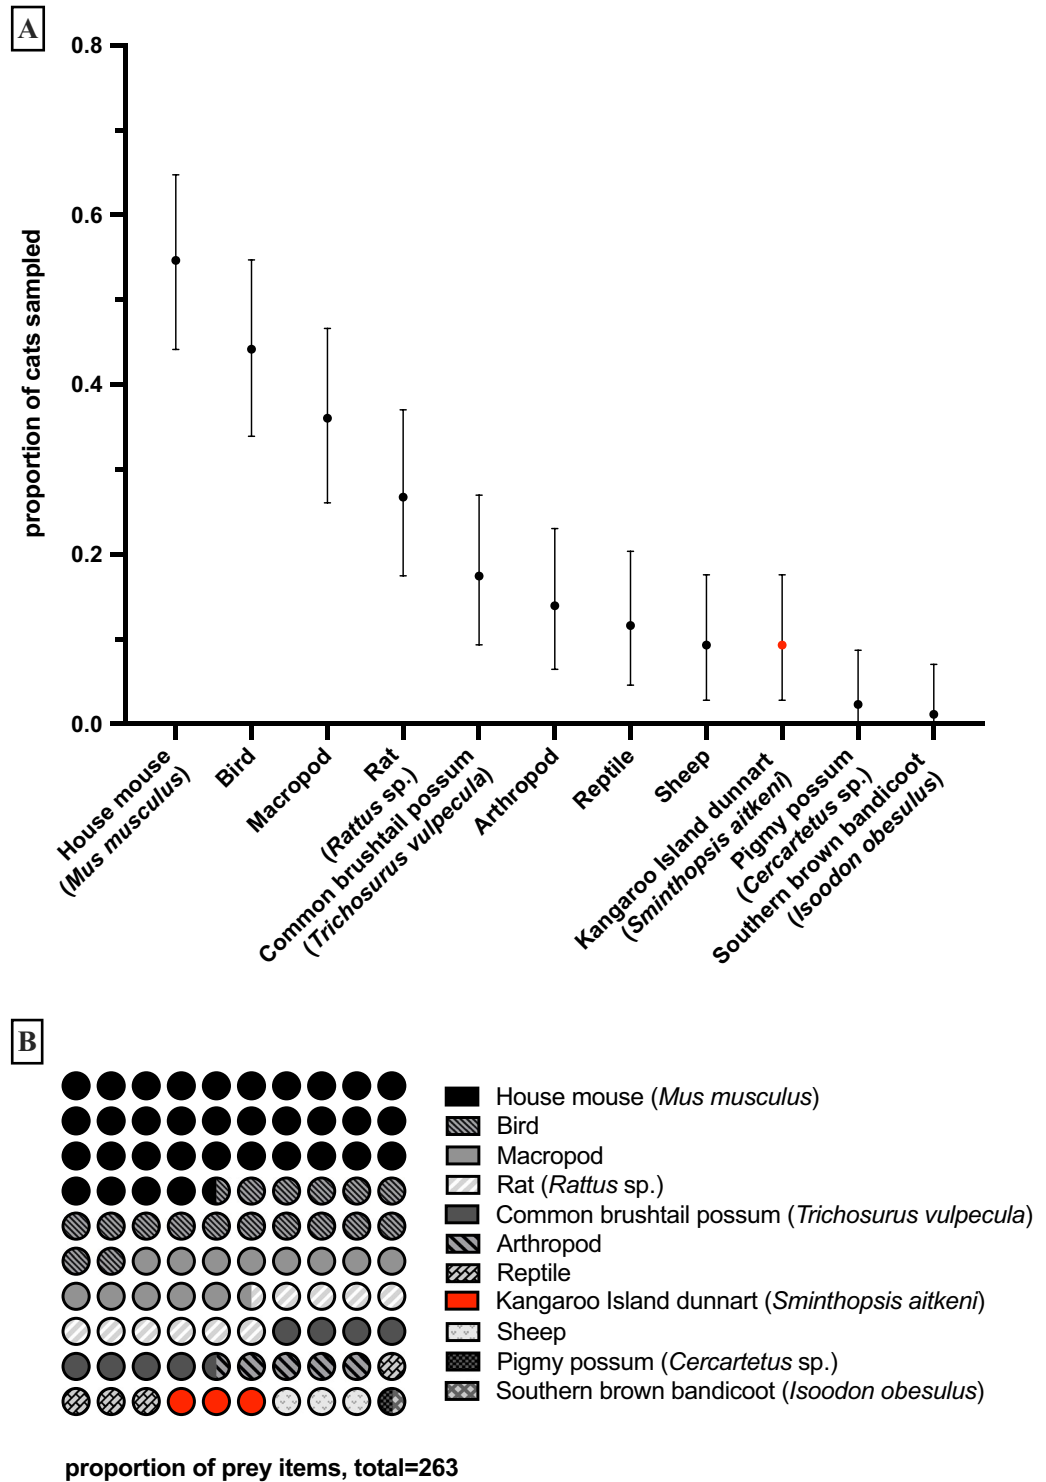 A
0.8
0.6
0.4
0.2
0.0
proportion of cats sampled
House mouse
(Mus musculus)
Bird
Macropod
Rat
(Rattus sp.)
Common brushtail possum
(Trichosurus vulpecula)
Arthropod
Reptile
Sheep
Kangaroo Island dunnart
(Sminthopsis aitkeni)
Pigmy possum
(Cercartetus sp.)
Southern brown bandicoot
(Isoodon obesulus)
B
House mouse (Mus musculus)
Bird
Macropod
Rat (Rattus sp.)
Common brushtail possum (Trichosurus vulpecula)
Arthropod
Reptile
Kangaroo Island dunnart (Sminthopsis aitkeni)
Sheep
Pigmy possum (Cercartetus sp.)
Southern brown bandicoot (Isoodon obesulus)
proportion of prey items, total=263